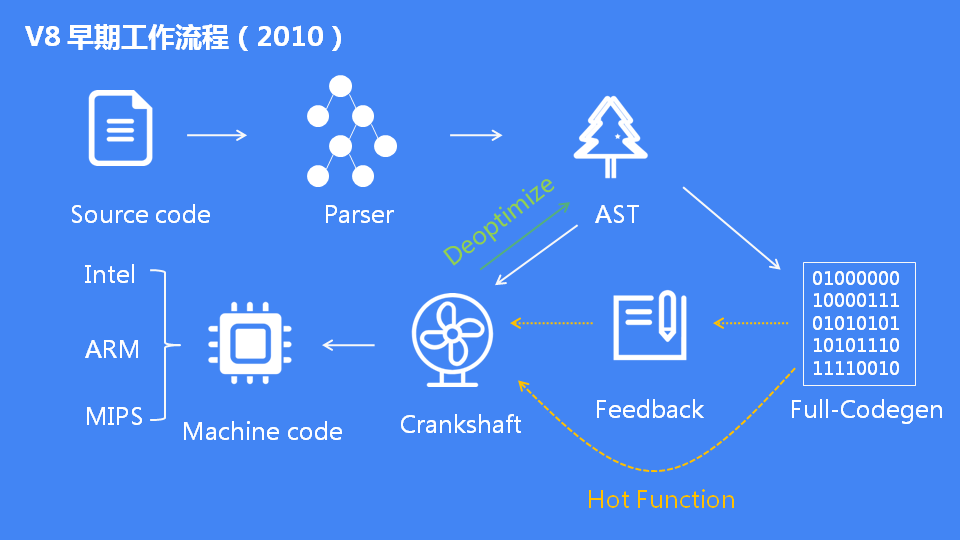 V8 早期工作流程（2010）
Source code
Parser
AST
Deoptimize
Intel
ARM
MIPS
Machine code
Crankshaft
Feedback
01000000
10000111
01010101
10101110
11110010
Full-Codegen
Hot Function